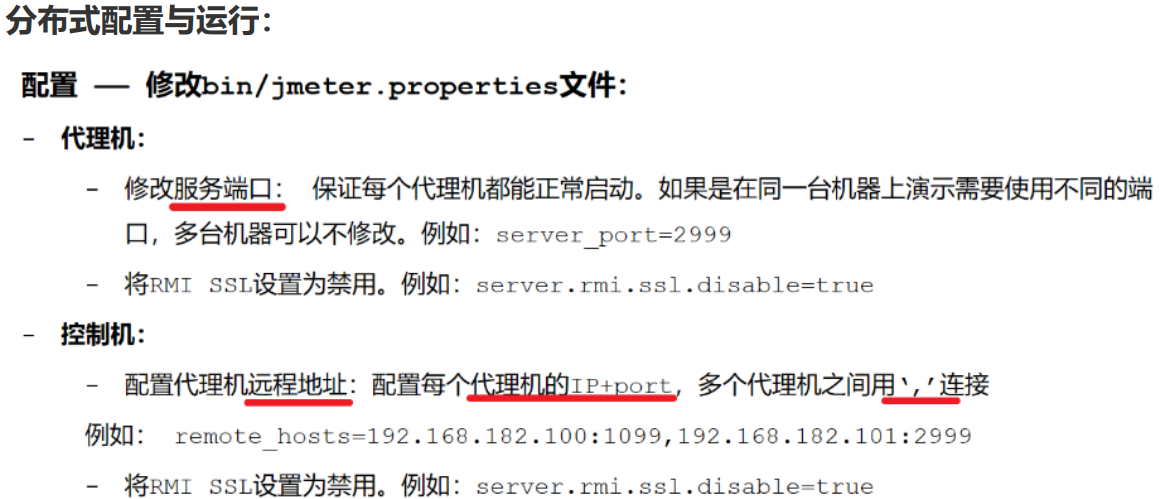 分布式配置与运行：
配置 —— 修改bin/jmeter.properties文件：
- 代理机：
- 修改服务端口： 保证每个代理机都能正常启动。如果是在同一台机器上演示需要使用不同的端
口，多台机器可以不修改。例如：server_port=2999
- 将RMI SSL设置为禁用。例如：server.rmi.ssl.disable=true
- 控制机：
- 配置代理机远程地址：配置每个代理机的IP+port，多个代理机之间用‘,’连接
例如： remote_hosts=192.168.182.100:1099,192.168.182.101:2999
- 将RMI SSL设置为禁用。例如：server.rmi.ssl.disable=true